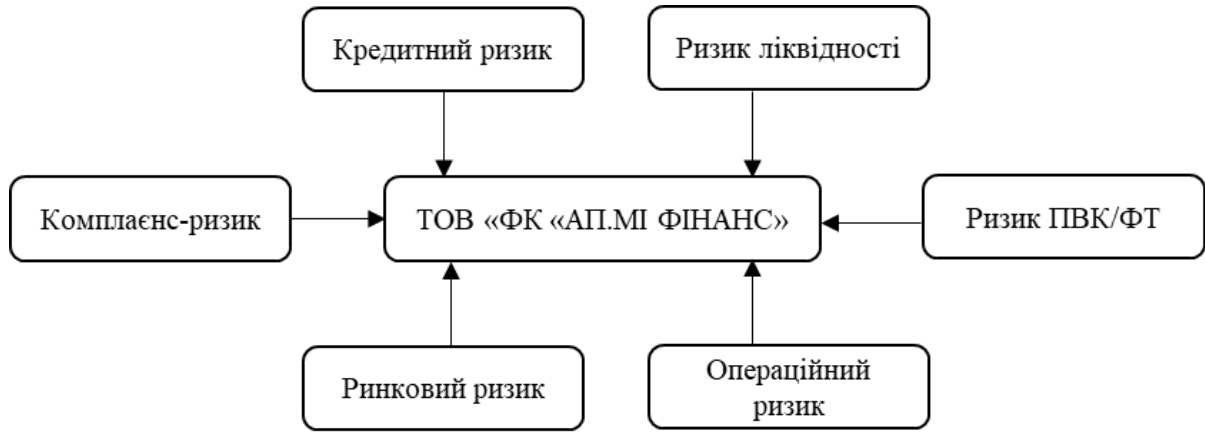 Кредитний ризик
Ризик ліквідності
Комплаєнс-ризик
ТОВ «ФК «АП.МІ ФІНАНС»
Ризик ПВК/ФТ
Ринковий ризик
Операційний
ризик